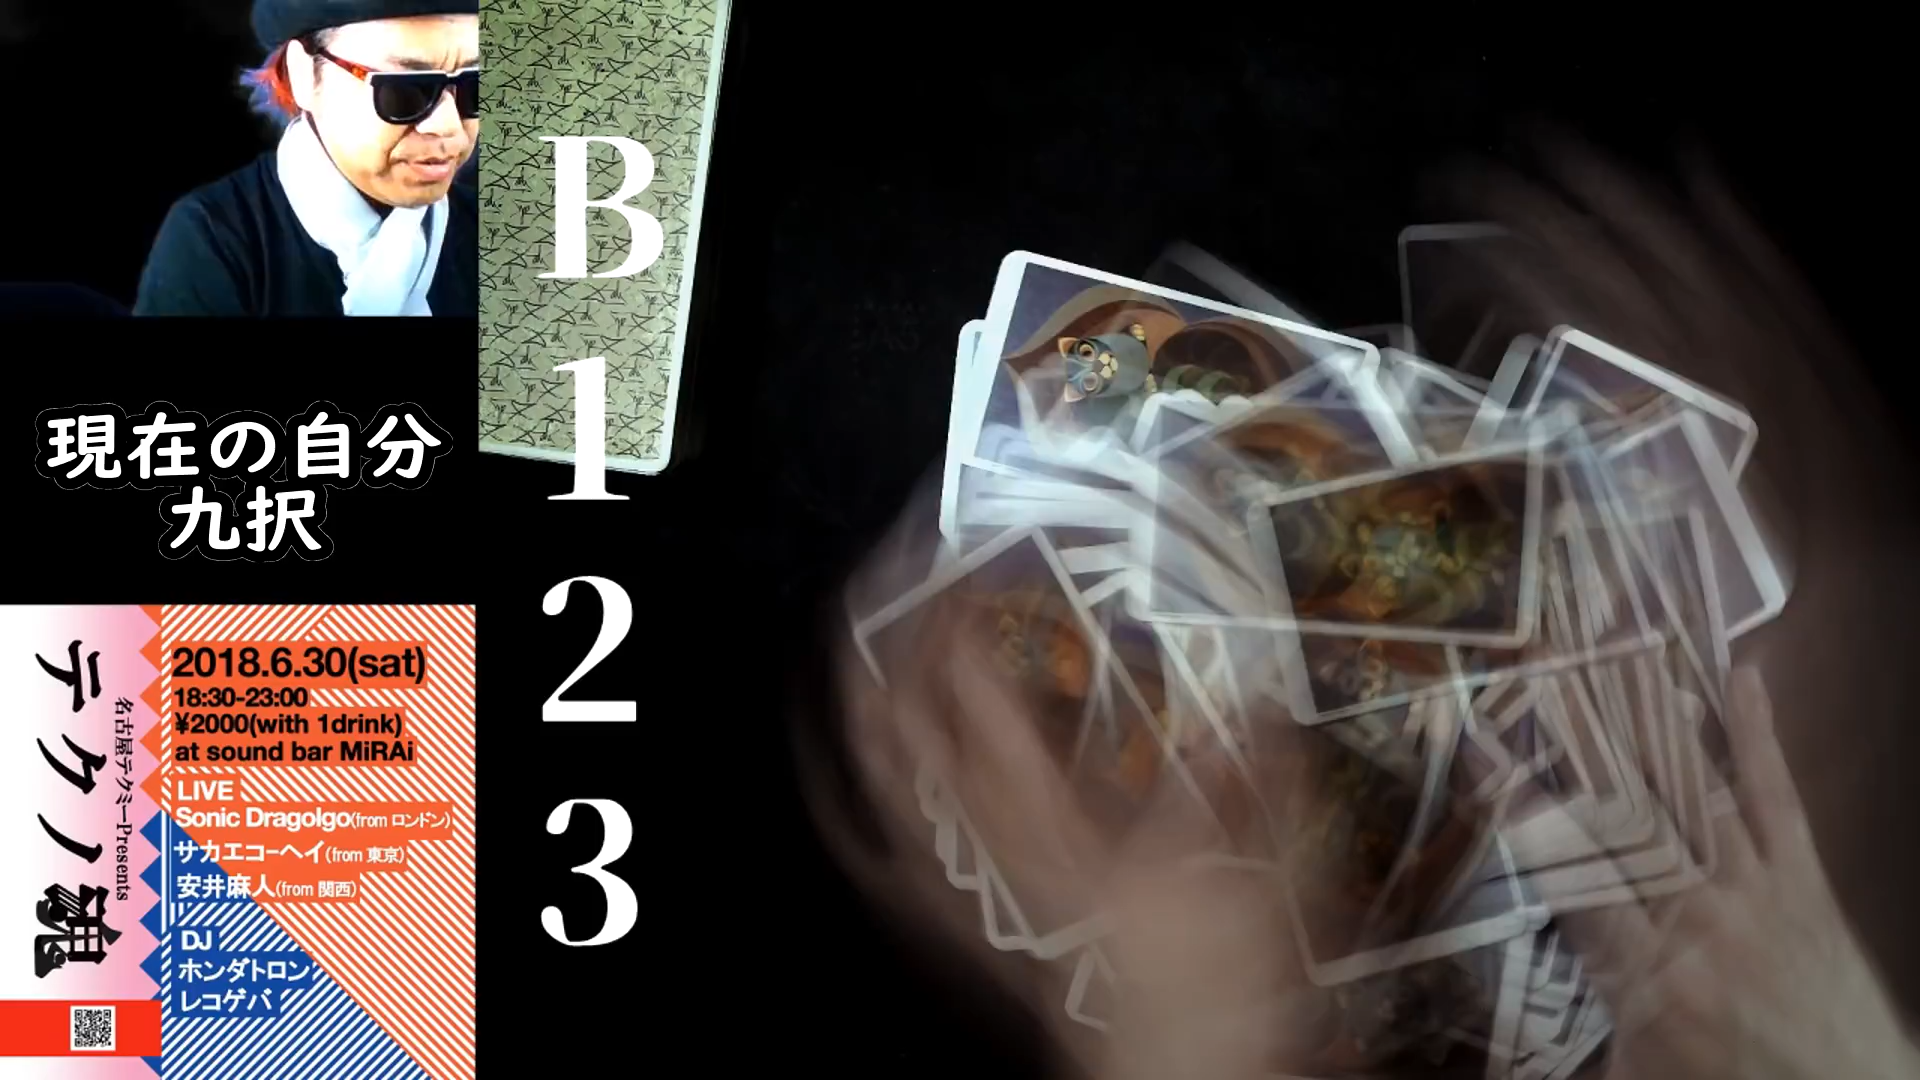 現在の自分
九択
B
1
2
3
テクノ魂
名古屋テクミーPresents
2018.6.30(sat)
18:30-23:00
¥2000(with 1drink)
at sound bar MiRAi
LIVE
Sonic Dragolgo(from ロンドン)
サカエコーヘイ(from 東京)
安井麻人(from 関西)
DJ
ホンダトロン
レコゲバ